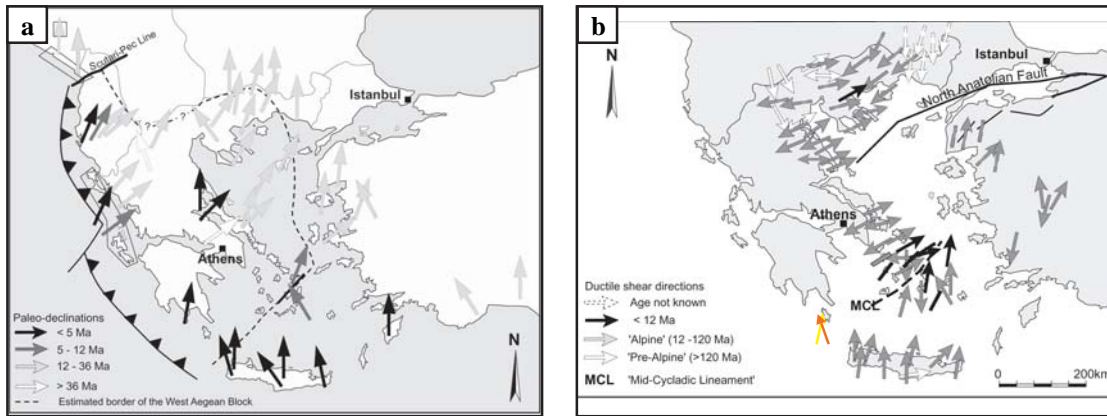 a
Scutari-Pec Line
Istanbul
-?-
-?-
Athens
Paleo-declinations
< 5 Ma
5 - 12 Ma
12 - 36 Ma
> 36 Ma
Estimated border of the West Aegean Block
N
b
N
Istanbul
North Anatolian Fault
Athens
MCL
Ductile shear directions
Age not known
< 12 Ma
'Alpine' (12 -120 Ma)
'Pre-Alpine' (>120 Ma)
MCL 'Mid-Cycladic Lineament'
0 200km